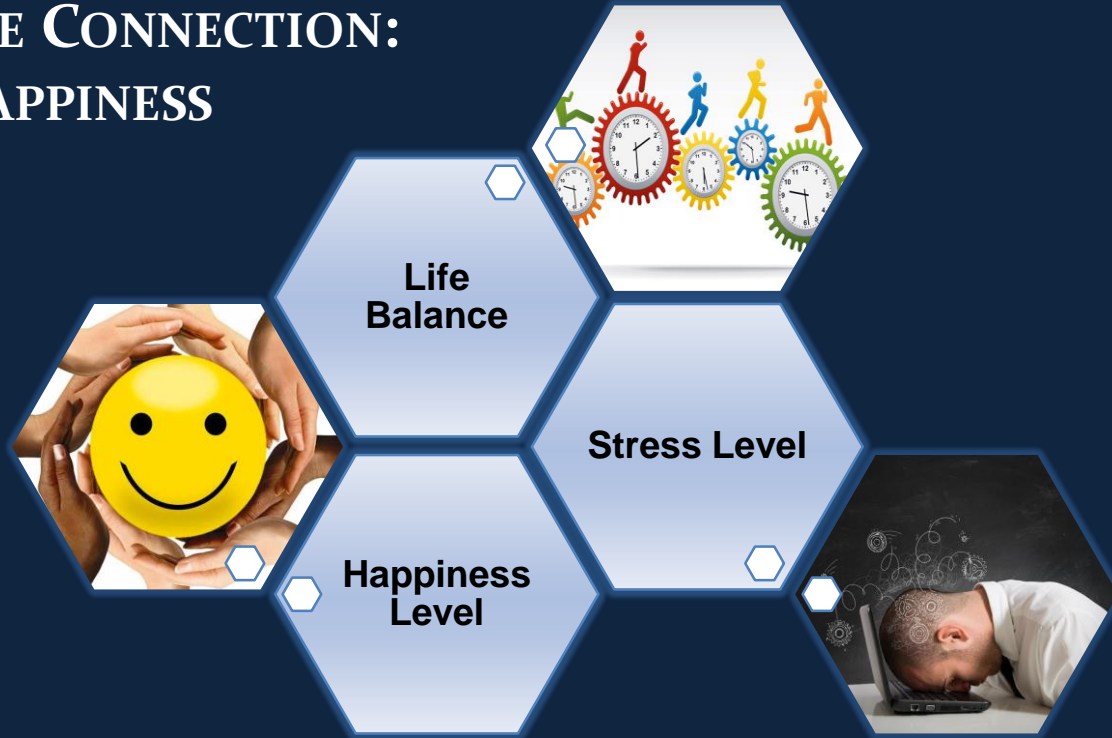 E CONNECTION:
APPINESS
Life
Balance
Stress Level
Happiness
Level